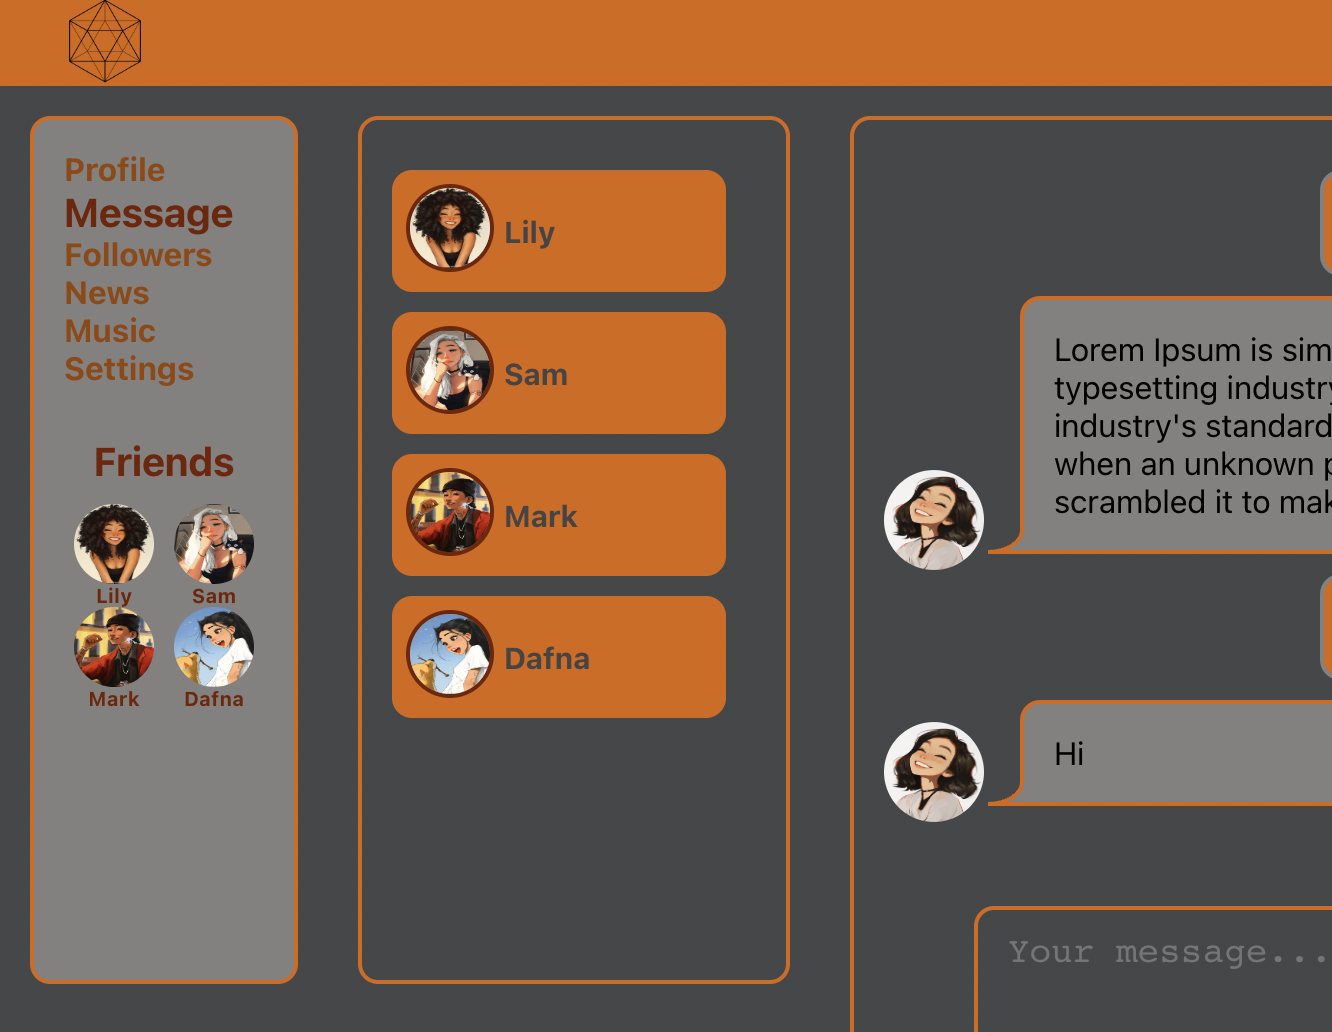 Profile
Message
Followers
News
Music
Settings
Friends
Lily
Sam
Mark
Dafna
Lily
Sam
Mark
Dafna
Lorem Ipsum is sim
typesetting industry
industry's standard
when an unknown p
scrambled it to mak
Hi
Your message...